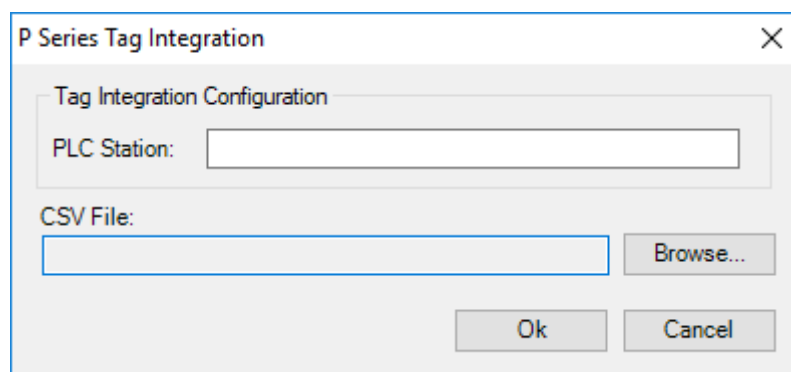 P Series Tag Integration
Tag Integration Configuration
PLC Station:
CSV File:
Browse...
Ok Cancel